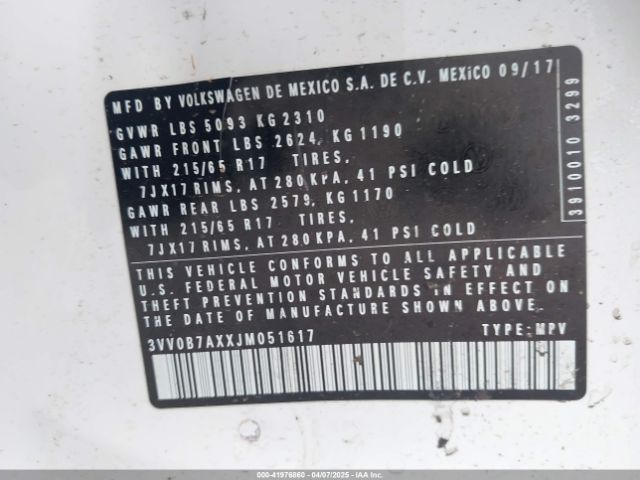 MFD BY VOLKSWAGEN DE MEXICO S.A. DE C.V. MEXiCO 09/17
GVWR LBS 5093 KG 2310
GAWR FRONT LBS 2624, KG 1190
WITH 215/65 R17 TIRES,
7JX17 RIMS, AT 280 KPA, 41 PSI COLD
GAWR REAR LBS 2579, KG 1170
WITH 215/65 R17 TIRES,
7JX17 RIMS, AT 280 KPA, 41 PSI COLD
3910010 3299
THIS VEHICLE CONFORMS TO ALL APPLICABLE
U.S. FEDERAL MOTOR VEHICLE SAFETY AND
THEFT PREVENTION STANDARDS IN EFFECT ON
THE DATE OF MANUFACTURE SHOWN ABOVE.
3VV0B7AXXJM051617 TYPE: MPV
000-41976860 04/07/2025 IAAI.COM